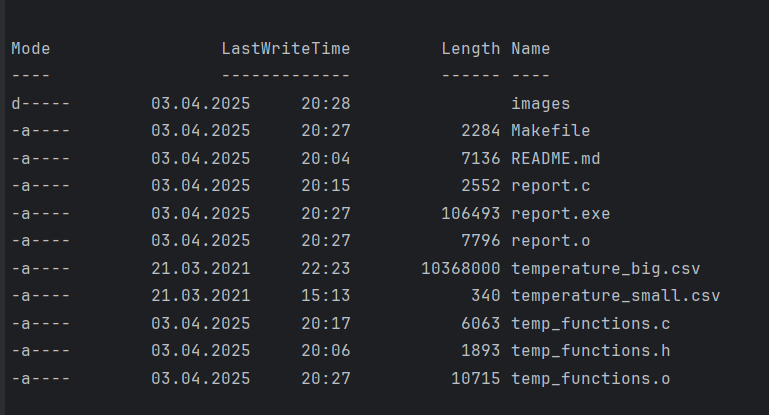 Mode LastWriteTime Length Name
---- ------------- ------ ----
d----- 03.04.2025 20:28 images
-a---- 03.04.2025 20:27 2284 Makefile
-a---- 03.04.2025 20:04 7136 README.md
-a---- 03.04.2025 20:15 2552 report.c
-a---- 03.04.2025 20:27 106493 report.exe
-a---- 03.04.2025 20:27 7796 report.o
-a---- 21.03.2021 22:23 10368000 temperature_big.csv
-a---- 21.03.2021 15:13 340 temperature_small.csv
-a---- 03.04.2025 20:17 6063 temp_functions.c
-a---- 03.04.2025 20:06 1893 temp_functions.h
-a---- 03.04.2025 20:27 10715 temp_functions.o